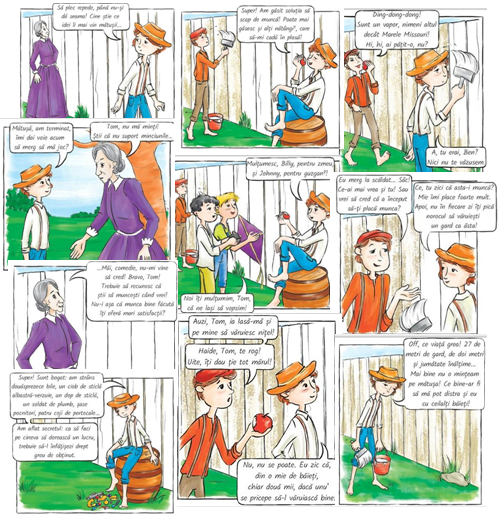 Să plec repede, până nu-și
dă seama! Cine știe ce
idei îi mai vin mătușii...
Super! Am găsit soluția să
scap de muncă! Poate mai
găsesc și alți nătângi*, care
să-mi cadă în plasă!
Ding-dong-dong!
Sunt un vapor, nimeni altul
decât Marele Missouri!
Hi, hi, ai pățit-o, nu?
A, tu erai, Ben?
Nici nu te văzusem
Mătușă, am terminat,
îmi dai voie acum
să merg să mă joc?
Tom, nu mă minți!
Știi că nu suport minciunile...
Mulțumesc, Billy, pentru zmeu
și Johnny, pentru guzgan!!
Noi îți mulțumim, Tom,
că ne lași să vopsim!
Eu merg la scăldat... Săc!
Ce-ai mai vrea și tu! Sau
vrei să cred că a început
să-ți placă munca?
Ce, tu zici că asta-i muncă?
Mie îmi place foarte mult.
Apoi, nu în fiecare zi îți pică
norocul să văruiești
un gard ca ăsta!
...Măi, comedie, nu-mi vine
să cred! Bravo, Tom!
Trebuie să recunosc că
știi să muncești când vrei!
Nu-i așa că munca bine făcută
îți oferă mari satisfacții?
Auzi, Tom, ia lasă-mă și
pe mine să văruiesc nițel!
Haide, Tom, te rog!
Uite, îți dau ție tot mărul!
Nu, nu se poate. Eu zic că,
din o mie de băieți,
chiar două mii, dacă unu'
se pricepe să-l văruiască bine.
Off, ce viață grea! 27 de
metri de gard, de doi metri
și jumătate înălțime...
Mai bine nu o mințeam
pe mătușa! Ce bine-ar fi
să mă pot distra și eu
cu ceilalți băieți!
Super! Sunt bogat: am strâns
douăsprezece bile, un ciob de sticlă
albastră-verzuie, un dop de sticlă,
un soldat de plumb, șase
pocnitori, patru coji de portocale...
Am aflat secretul: ca să faci
pe cineva să dorească un lucru,
trebuie să-l înfățișezi drept
greu de obținut.